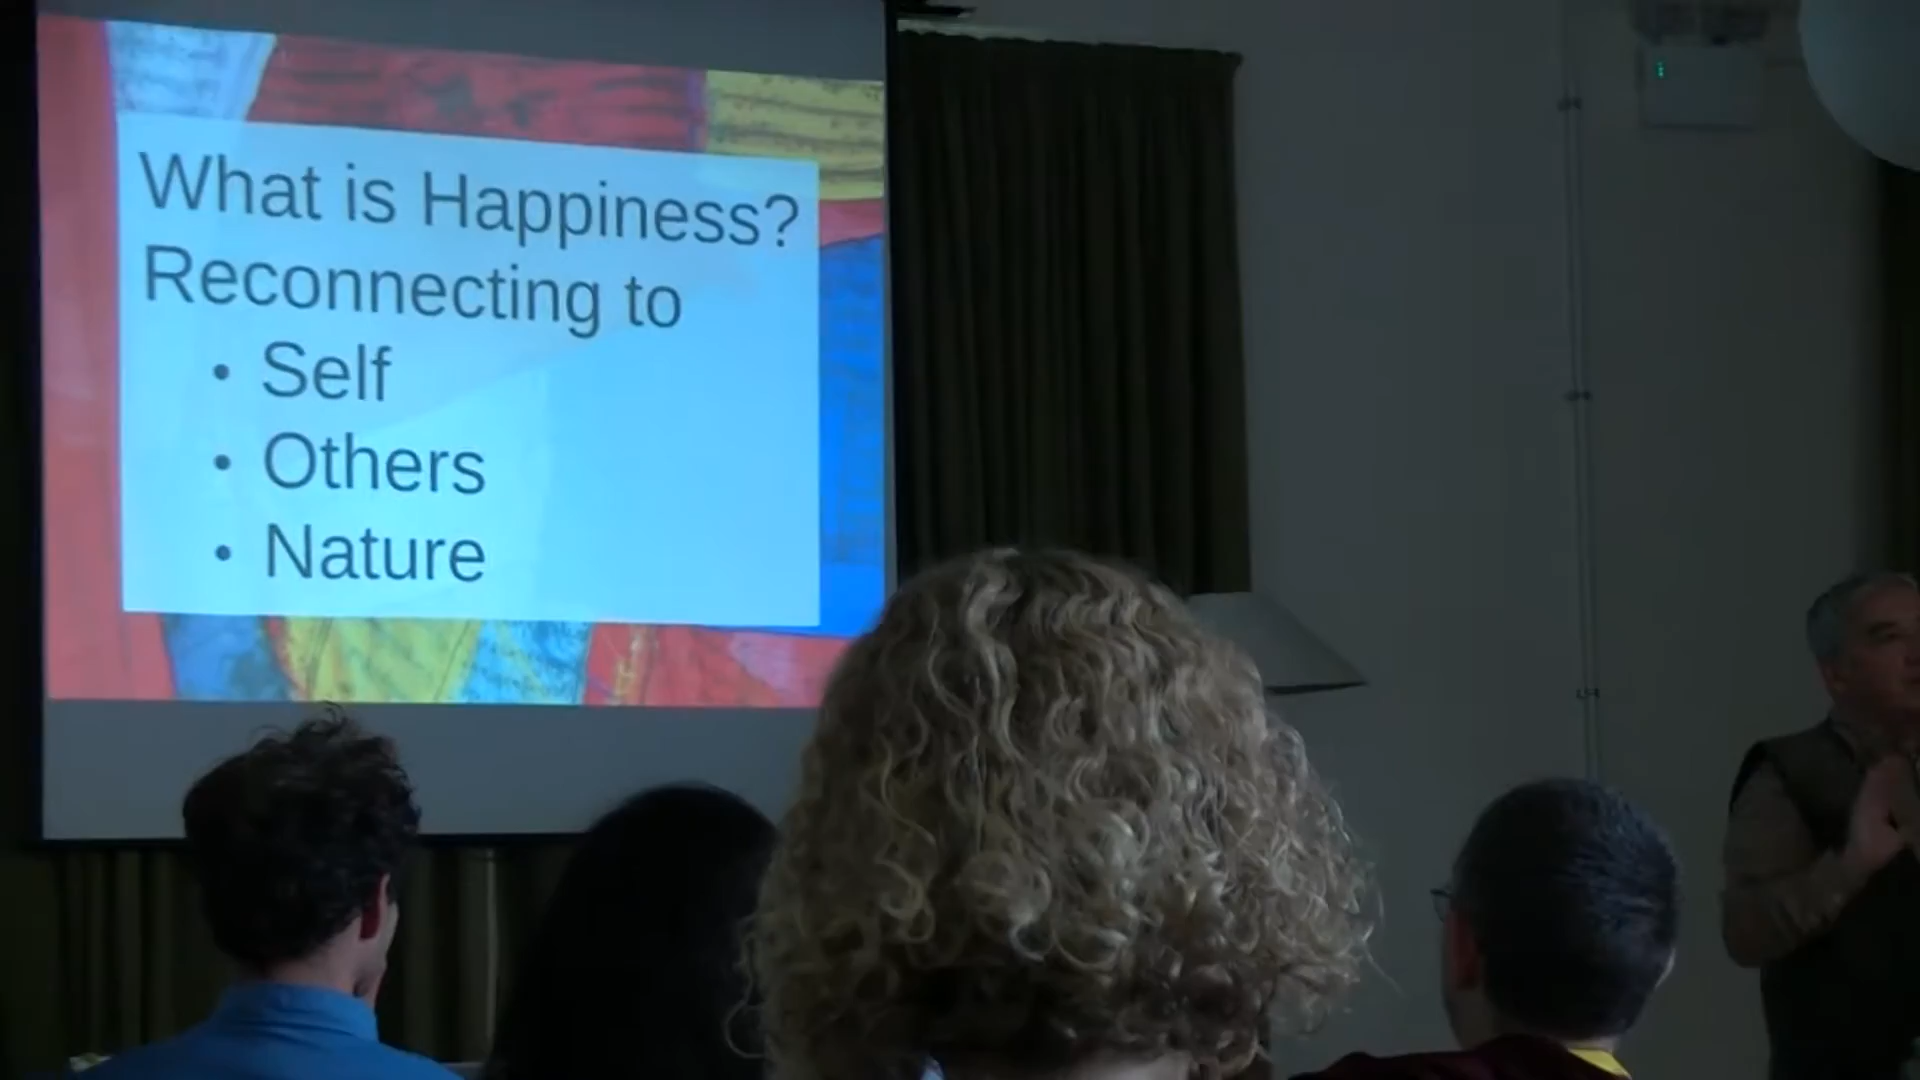 What is Happiness?
Reconnecting to
• Self
• Others
• Nature